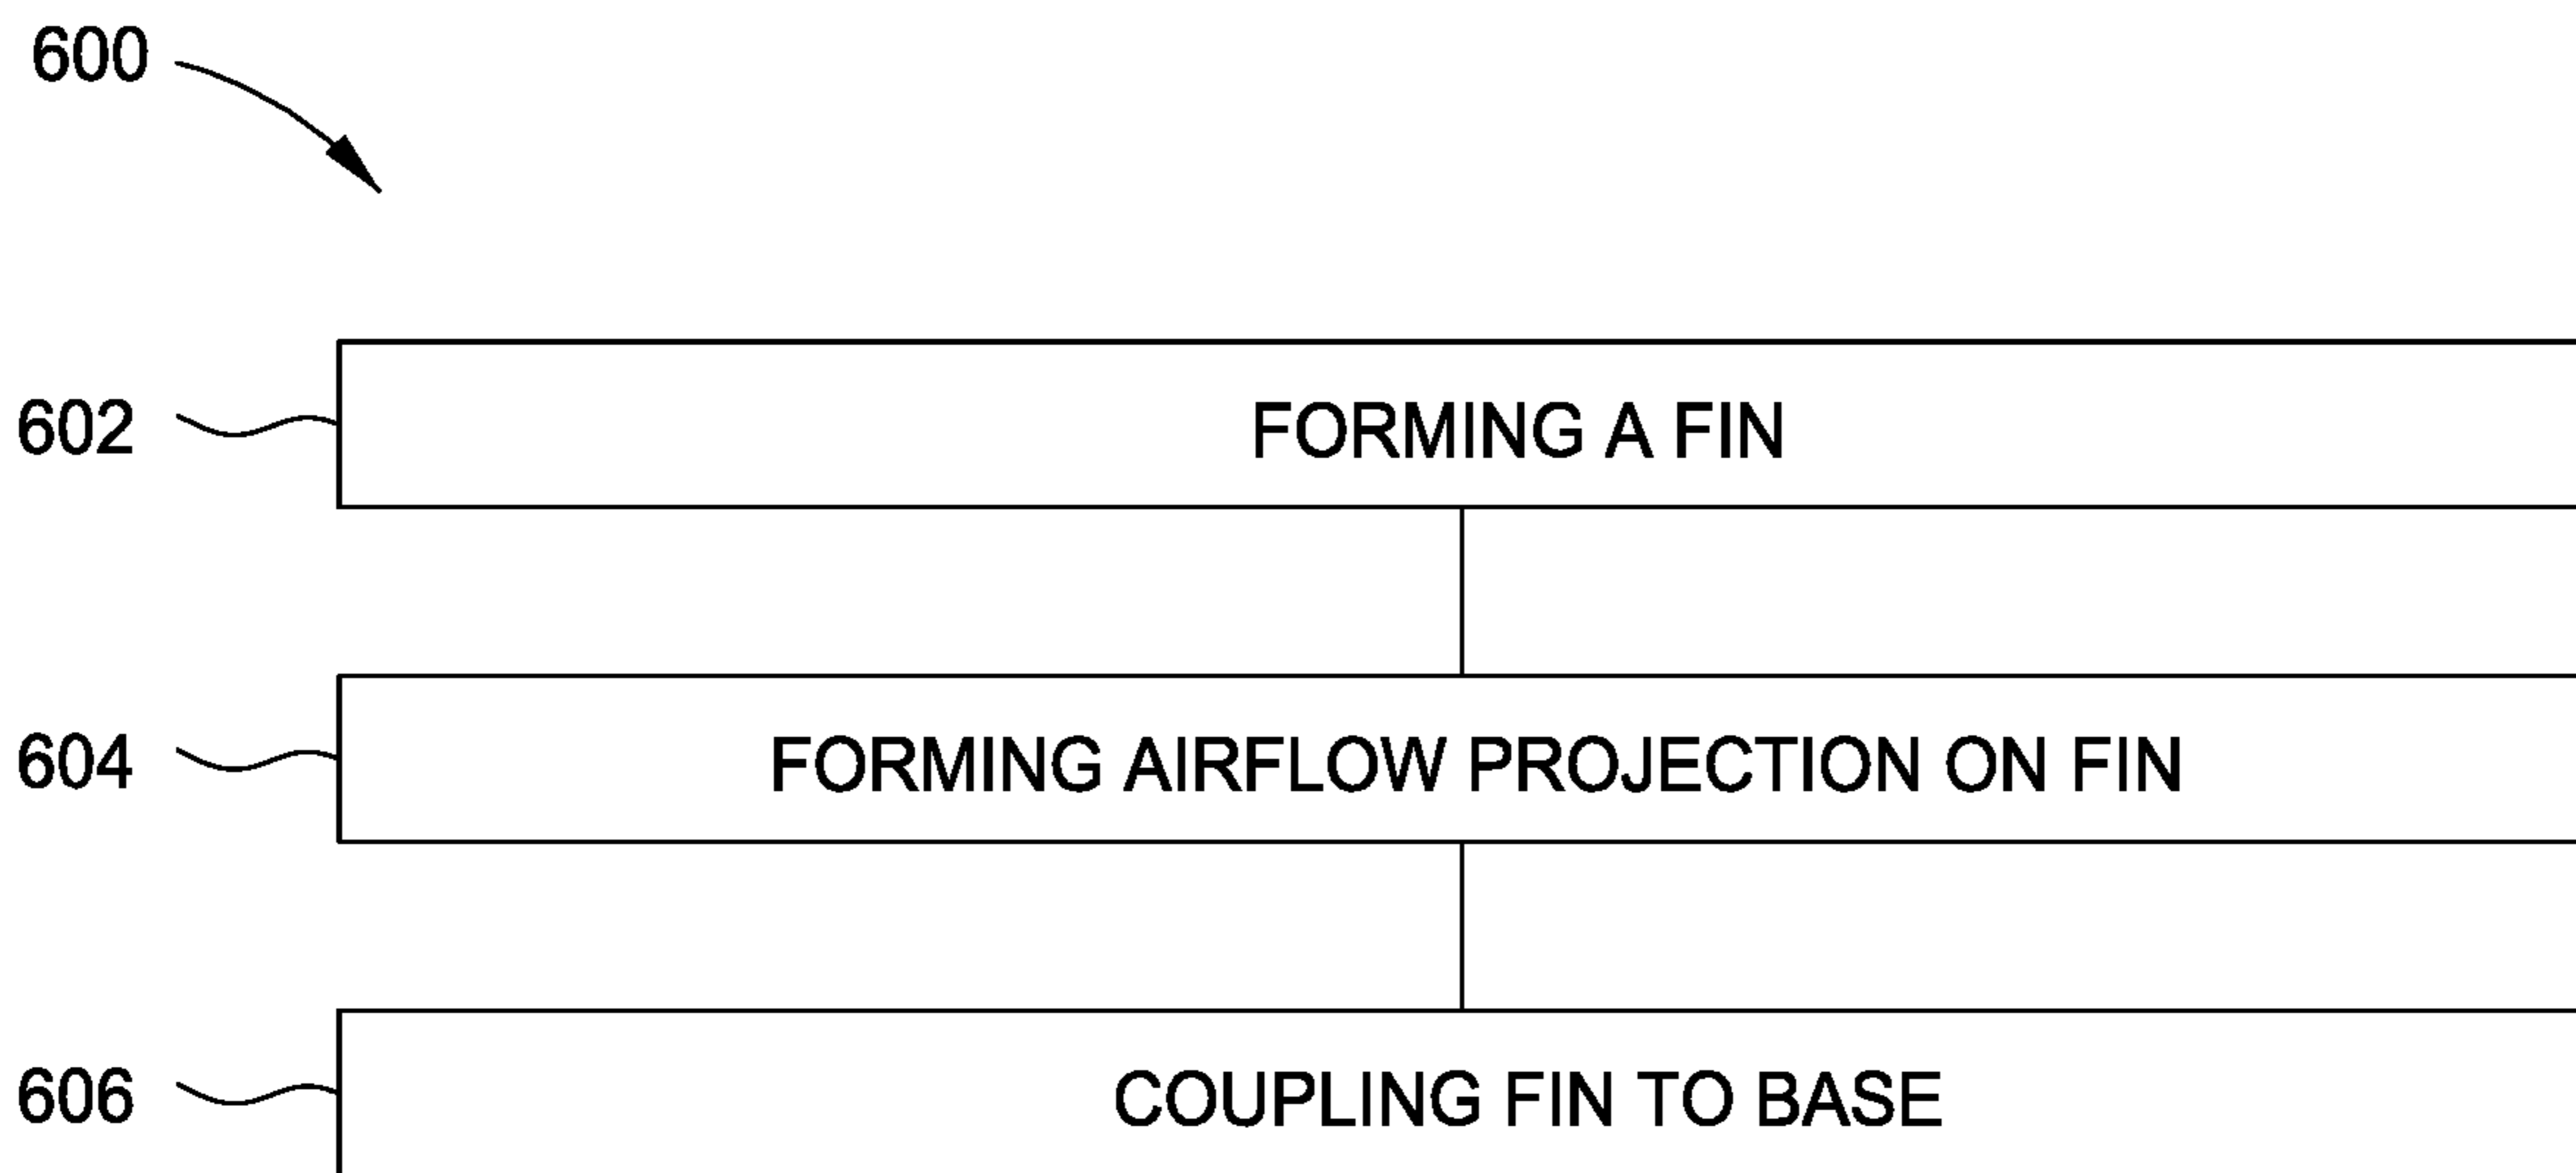 600
602 FORMING A FIN
604 FORMING AIRFLOW PROJECTION ON FIN
606 COUPLING FIN TO BASE